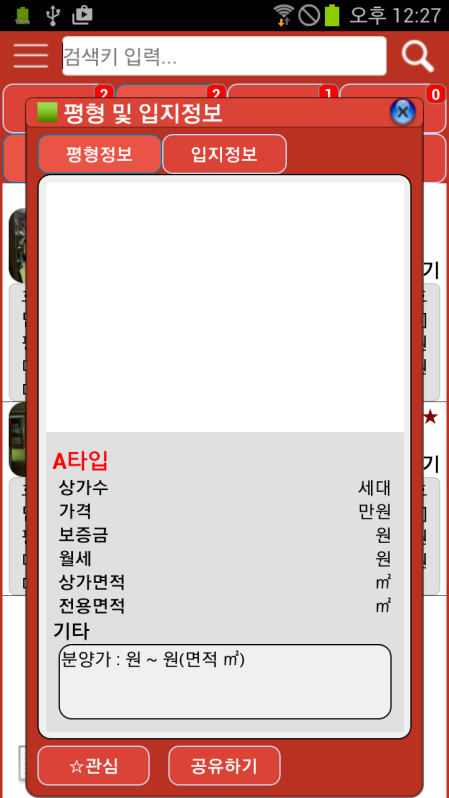 오후 12:27
검색키 입력...
2
2
1
0
평형 및 입지정보
평형정보
입지정보
기
기
A타입
상가수 세대
가격 만원
보증금 원
월세 원
상가면적 ㎡
전용면적 ㎡
기타
분양가 : 원 ~ 원(면적 ㎡)
☆관심
공유하기